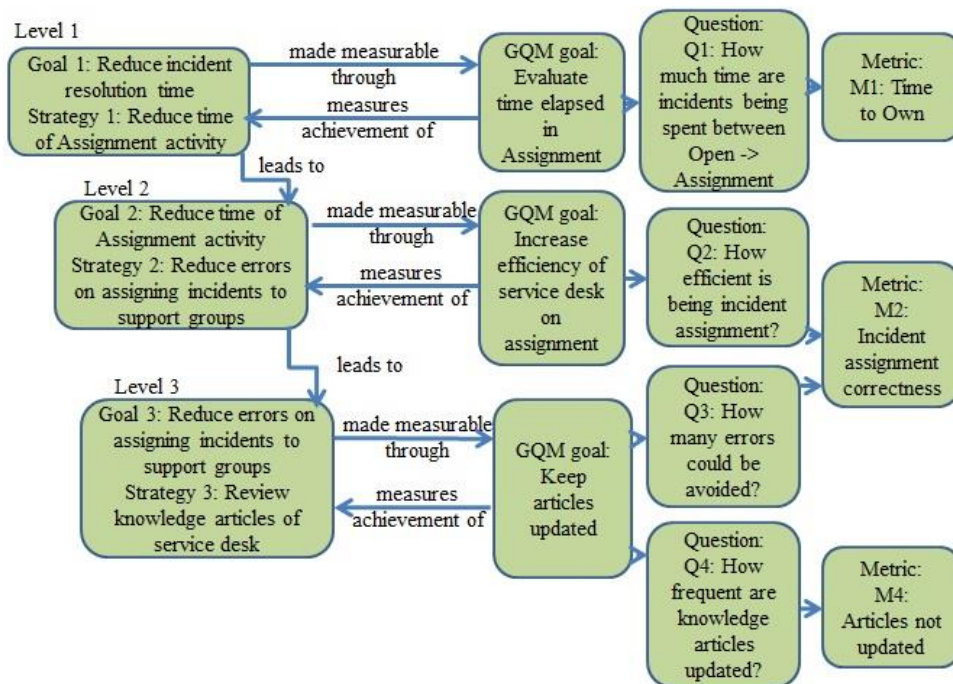 Level 1
Goal 1: Reduce incident
resolution time
Strategy 1: Reduce time
of Assignment activity
made measurable
through
measures
achievement of
GQM goal:
Evaluate
time elapsed
in
Assignment
Question:
Q1: How
much time are
incidents being
spent between
Open ->
Assignment
Metric:
M1: Time
to Own
leads to
Level 2
Goal 2: Reduce time of
Assignment activity
Strategy 2: Reduce errors
on assigning incidents to
support groups
made measurable
through
measures
achievement of
GQM goal:
Increase
efficiency of
service desk
on
assignment
Question:
Q2: How
efficient is
being incident
assignment?
Metric:
M2:
Incident
assignment
correctness
leads to
Level 3
Goal 3: Reduce errors on
assigning incidents to
support groups
Strategy 3: Review
knowledge articles of
service desk
made measurable
through
measures
achievement of
GQM goal:
Keep
articles
updated
Question:
Q3: How
many errors
could be
avoided?
Question:
Q4: How
frequent are
knowledge
articles
updated?
Metric:
M4:
Articles not
updated